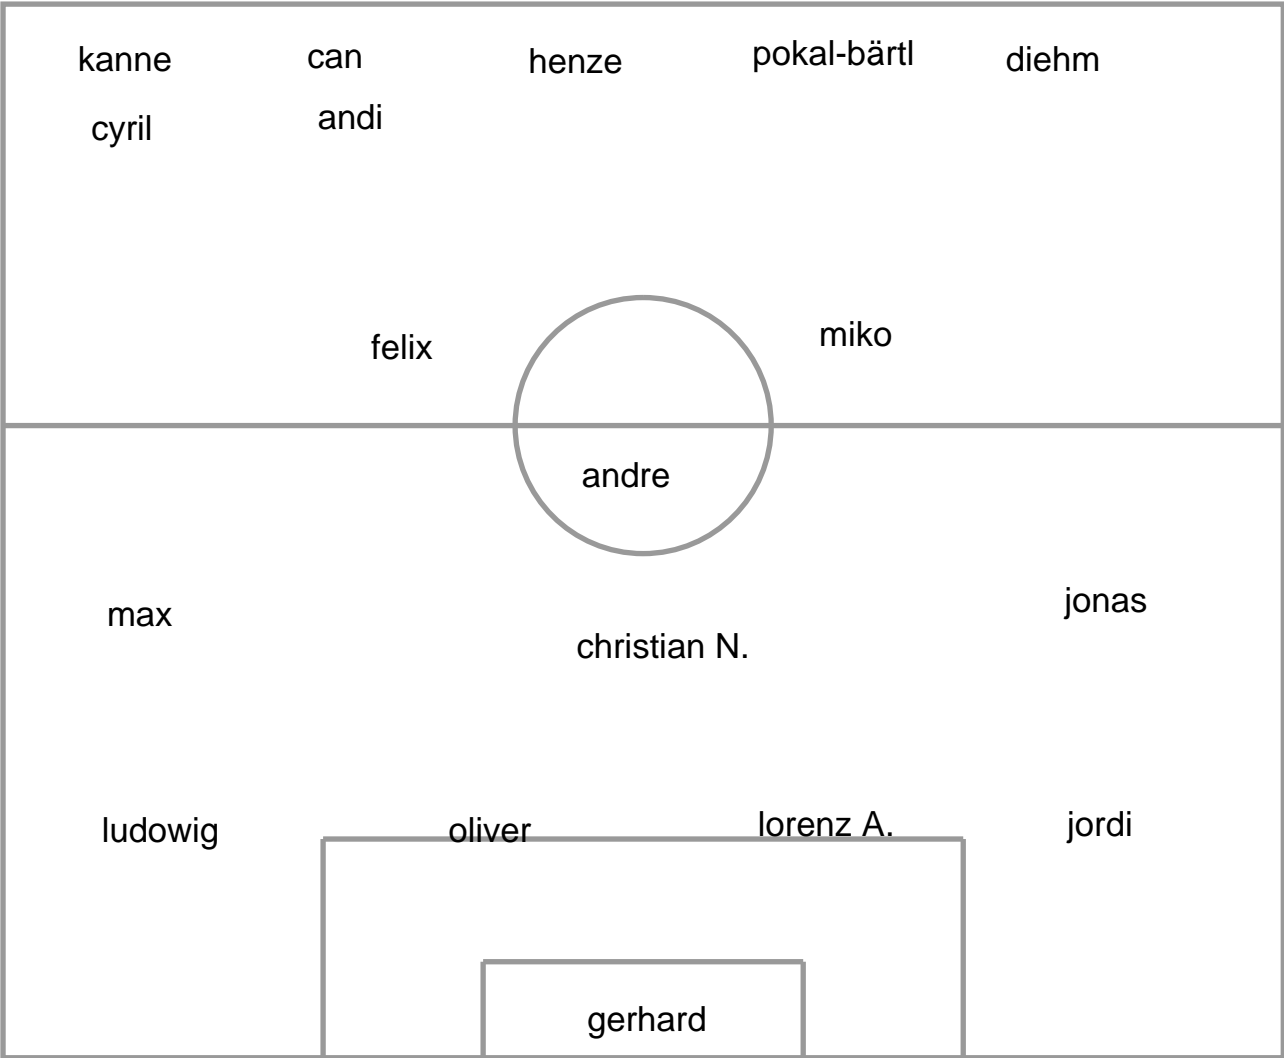 kanne can henze pokal-bärtl diehm
cyril andi
felix miko
andre
max jonas
christian N.
ludowig oliver lorenz A. jordi
gerhard